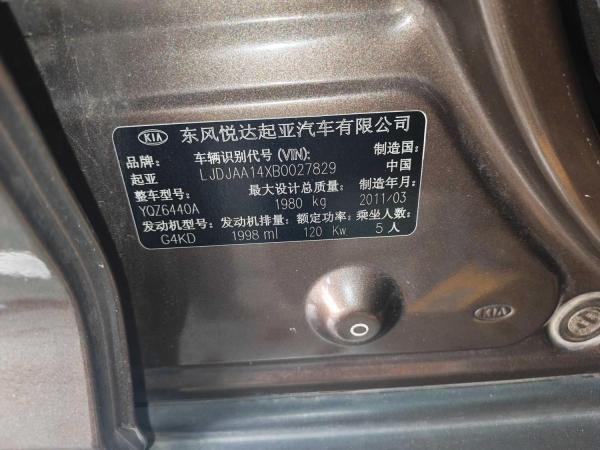 KIA 东风悦达起亚汽车有限公司
品牌: 车辆识别代号 (VIN): 制造国:
起亚 LJDJAA14XB0027829 中国
整车型号: 最大设计总质量: 制造年月:
YQZ6440A 1980 kg 2011/03
发动机型号: 发动机排量: 额定功率: 乘坐人数:
G4KD 1998 ml 120 Kw 5 人
KIA